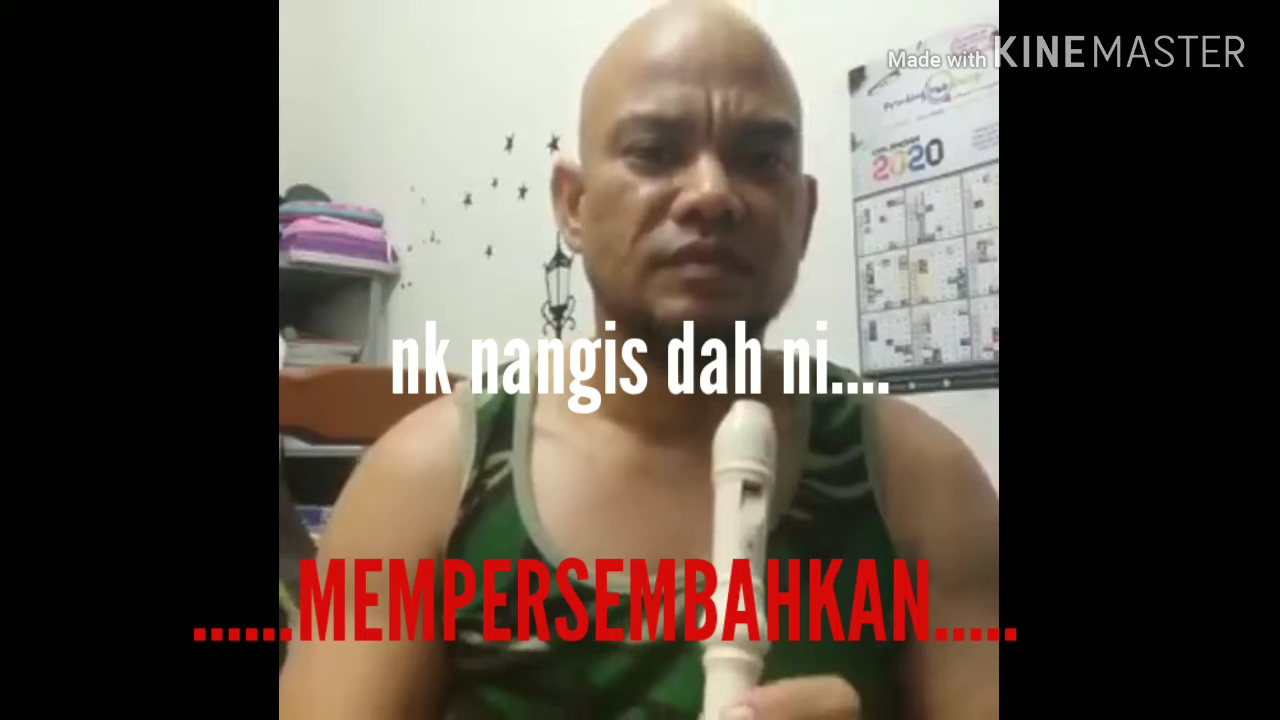 Made with KINEMASTER
2020
nk nangis dah ni....
......MEMPERSEMBAHKAN.....